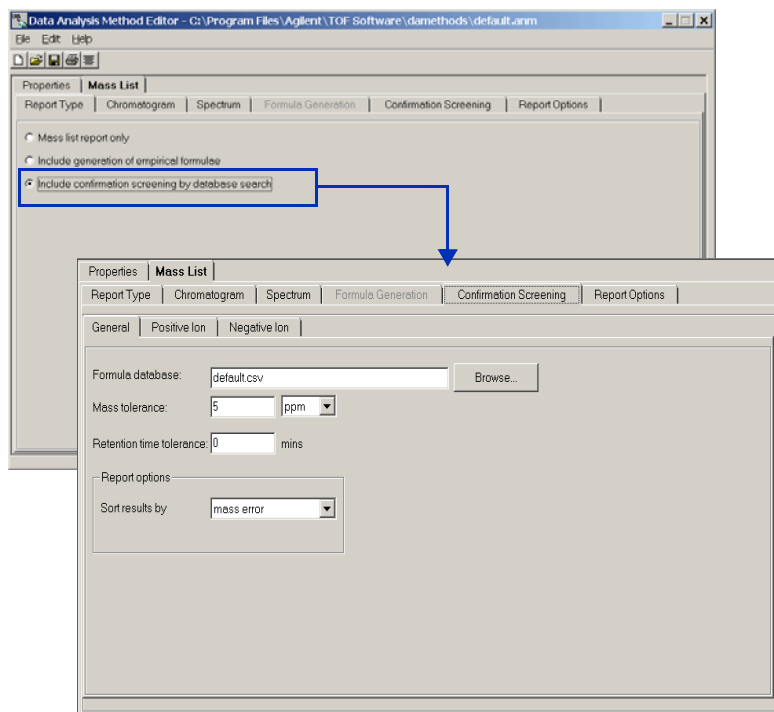 Data Analysis Method Editor - C:\Program Files\Agilent\TOF Software\damethods\default.anm
File Edit Help
Properties Mass List
Report Type Chromatogram Spectrum Formula Generation Confirmation Screening Report Options
Mass list report only
Include generation of empirical formulae
Include confirmation screening by database search
Properties Mass List
Report Type Chromatogram Spectrum Formula Generation Confirmation Screening Report Options
General Positive Ion Negative Ion
Formula database: default.csv Browse...
Mass tolerance: 5 ppm
Retention time tolerance: 0 mins
Report options
Sort results by mass error